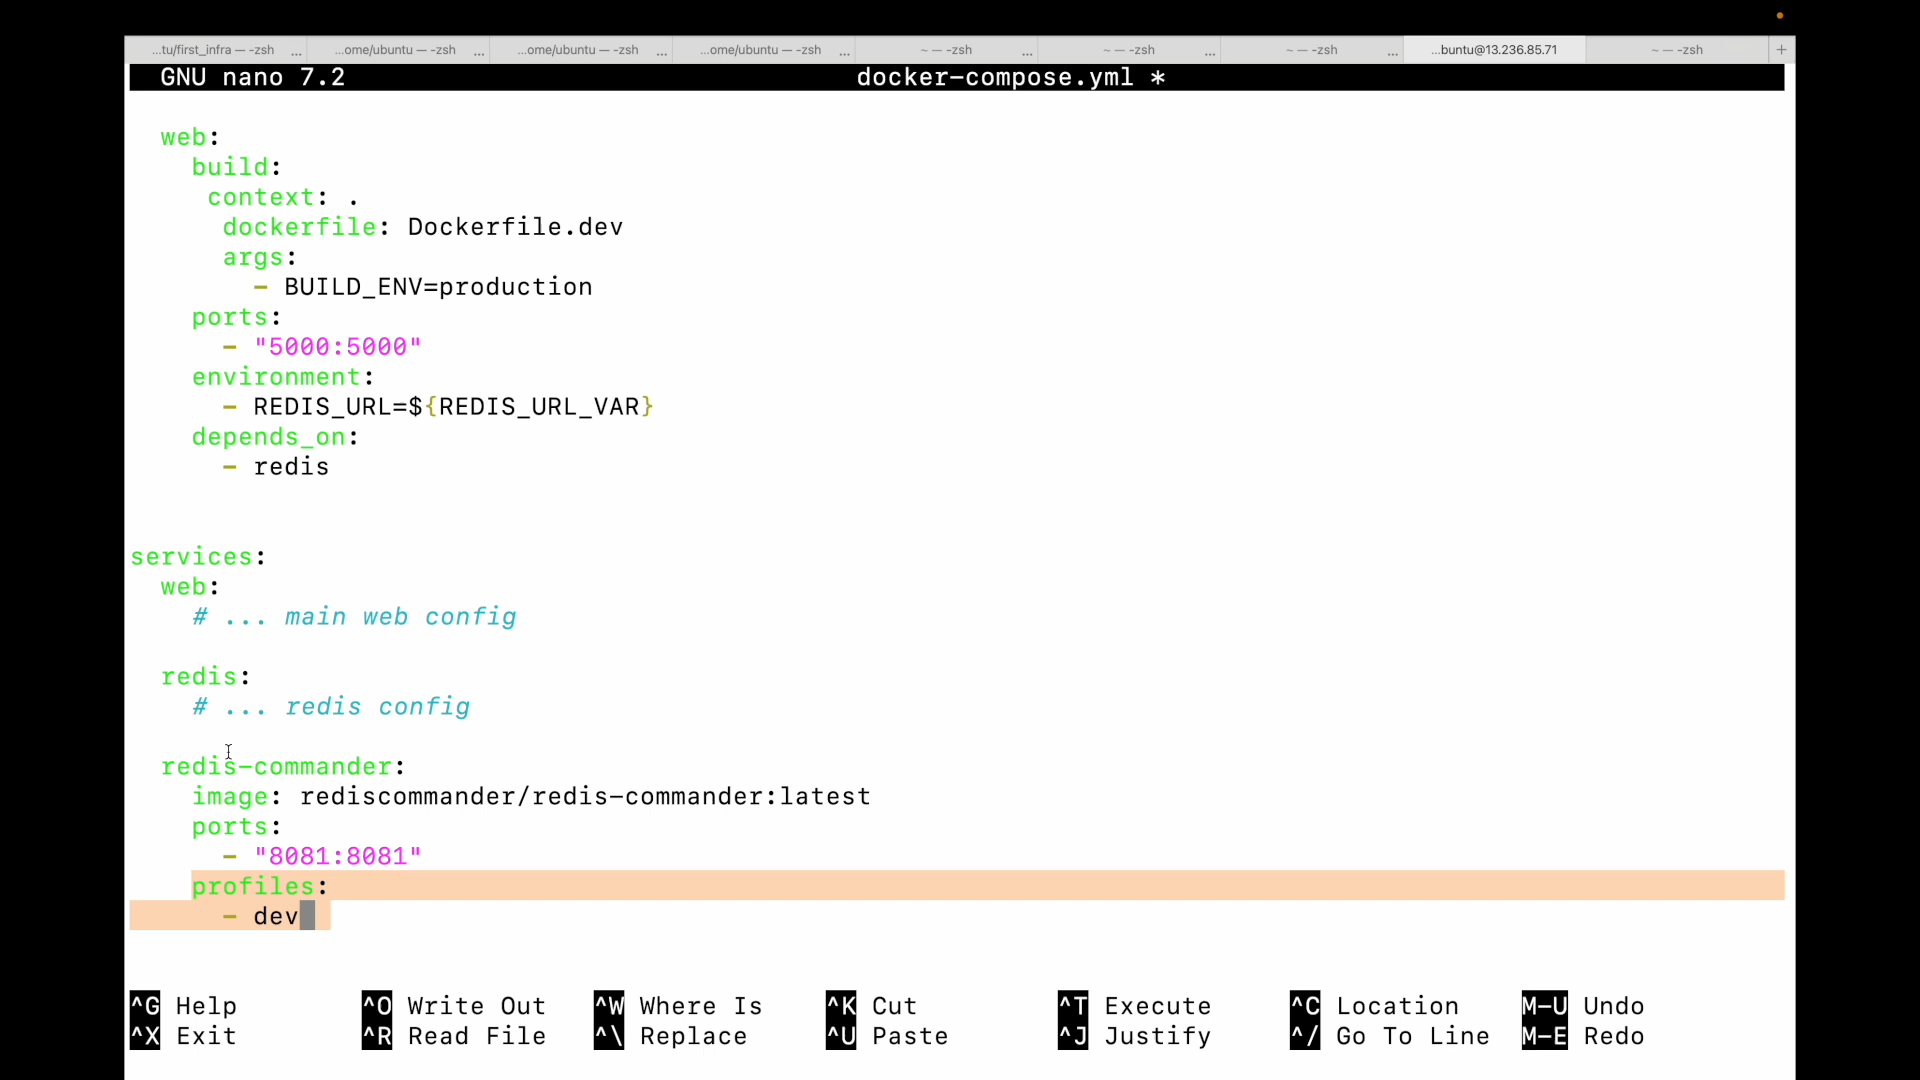 ...tu/first_infra — -zsh ... ...ome/ubuntu — -zsh ... ...ome/ubuntu — -zsh ... ...ome/ubuntu — -zsh ... ~ — -zsh ... ~ — -zsh ... ~ — -zsh ... ...buntu@13.236.85.71 ~ — -zsh +
GNU nano 7.2 docker-compose.yml *
web:
build:
context: .
dockerfile: Dockerfile.dev
args:
- BUILD_ENV=production
ports:
- "5000:5000"
environment:
- REDIS_URL=${REDIS_URL_VAR}
depends_on:
- redis
services:
web:
# ... main web config
redis:
# ... redis config
redis-commander:
image: rediscommander/redis-commander:latest
ports:
- "8081:8081"
profiles:
- dev
^G Help ^O Write Out ^W Where Is ^K Cut ^T Execute ^C Location M-U Undo
^X Exit ^R Read File ^\ Replace ^U Paste ^J Justify ^/ Go To Line M-E Redo